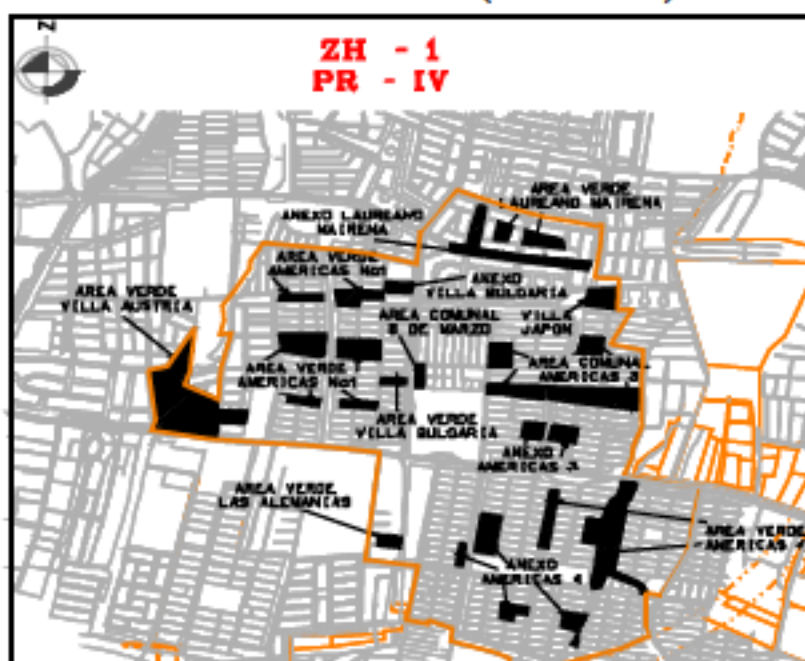 N
ZH - 1
PR - IV
AREA VERDE
LAUREANO MAIRENA
ANEXO LAUREANO
MAIRENA
AREA VERDE
AMERICAS No1
ANEXO
VILLA BULGARIA
AREA VERDE
VILLA AUSTRIA
AREA COMUNAL
8 DE MARZO
VILLA
JAPON
AREA COMUNAL
AMERICAS 3
AREA VERDE
AMERICAS No1
AREA VERDE
VILLA BULGARIA
ANEXO
AMERICAS 3
AREA VERDE
LAS ALEMANIAS
AREA VERDE
AMERICAS 4
ANEXO
AMERICAS 4